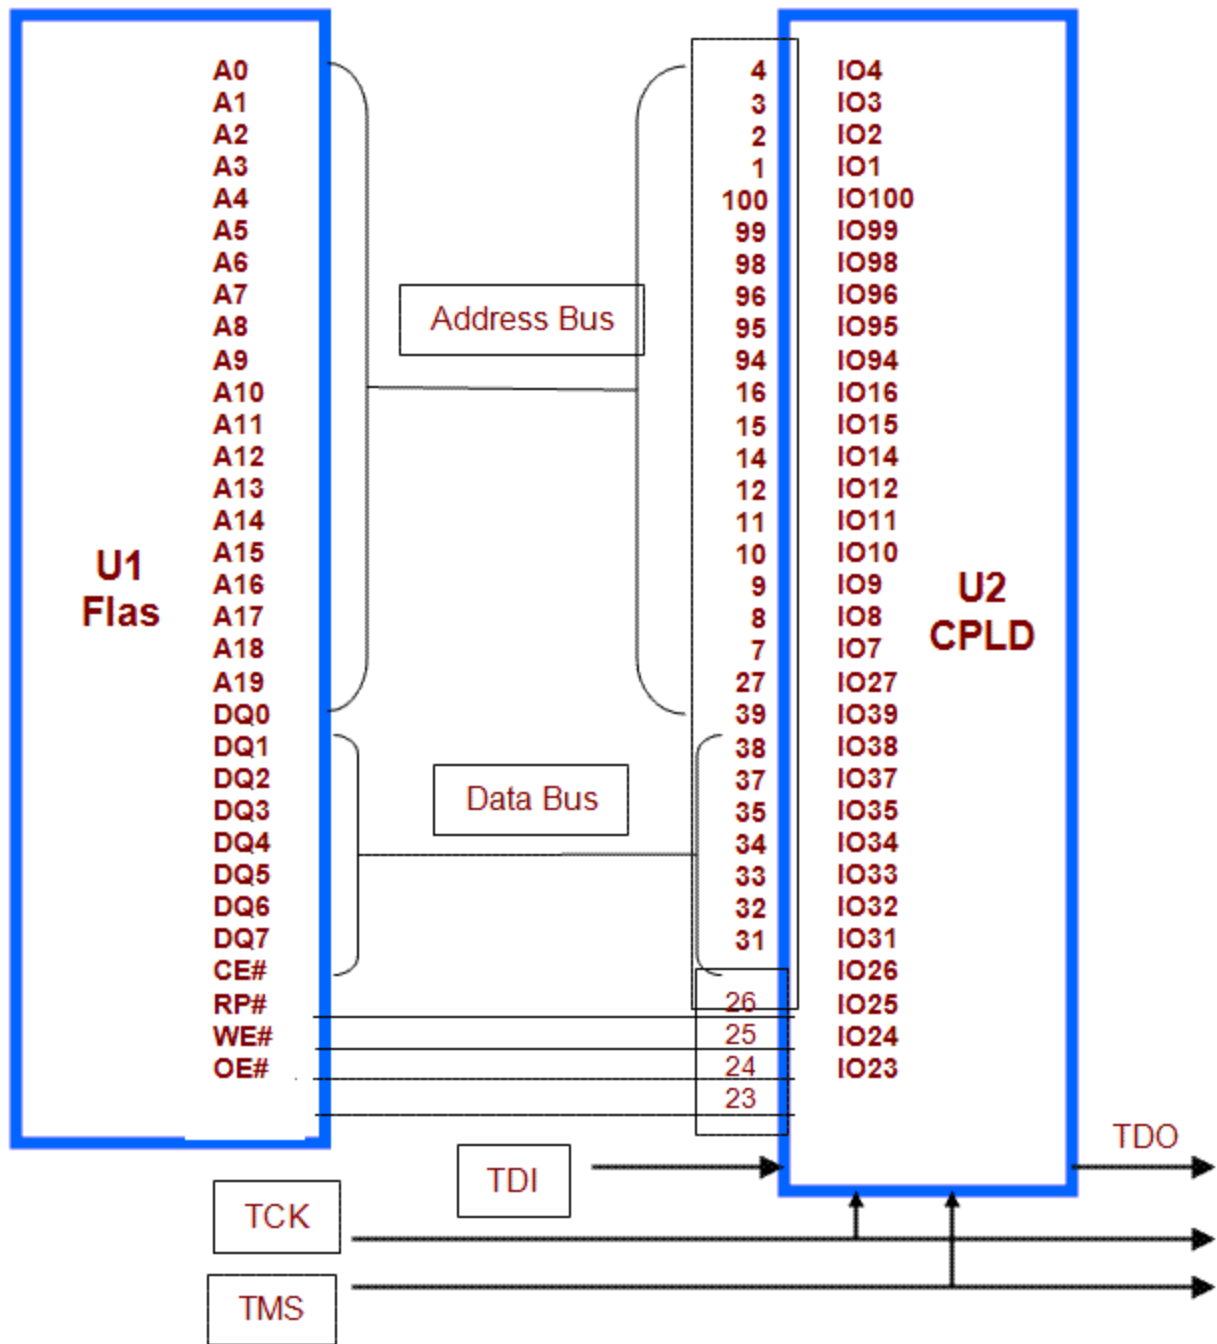 A0 4 IO4
A1 3 IO3
A2 2 IO2
A3 1 IO1
A4 100 IO100
A5 99 IO99
A6 98 IO98
A7 96 IO96
Address Bus
A8 95 IO95
A9 94 IO94
A10 16 IO16
A11 15 IO15
A12 14 IO14
A13 12 IO12
A14 11 IO11
A15 10 IO10
U1
Flas
A16 9 IO9
U2
CPLD
A17 8 IO8
A18 7 IO7
A19 27 IO27
DQ0 39 IO39
DQ1 38 IO38
DQ2 37 IO37
Data Bus
DQ3 35 IO35
DQ4 34 IO34
DQ5 33 IO33
DQ6 32 IO32
DQ7 31 IO31
CE# IO26
RP# 26 IO25
WE# 25 IO24
OE# 24 IO23
23
TDO
TDI
TCK
TMS